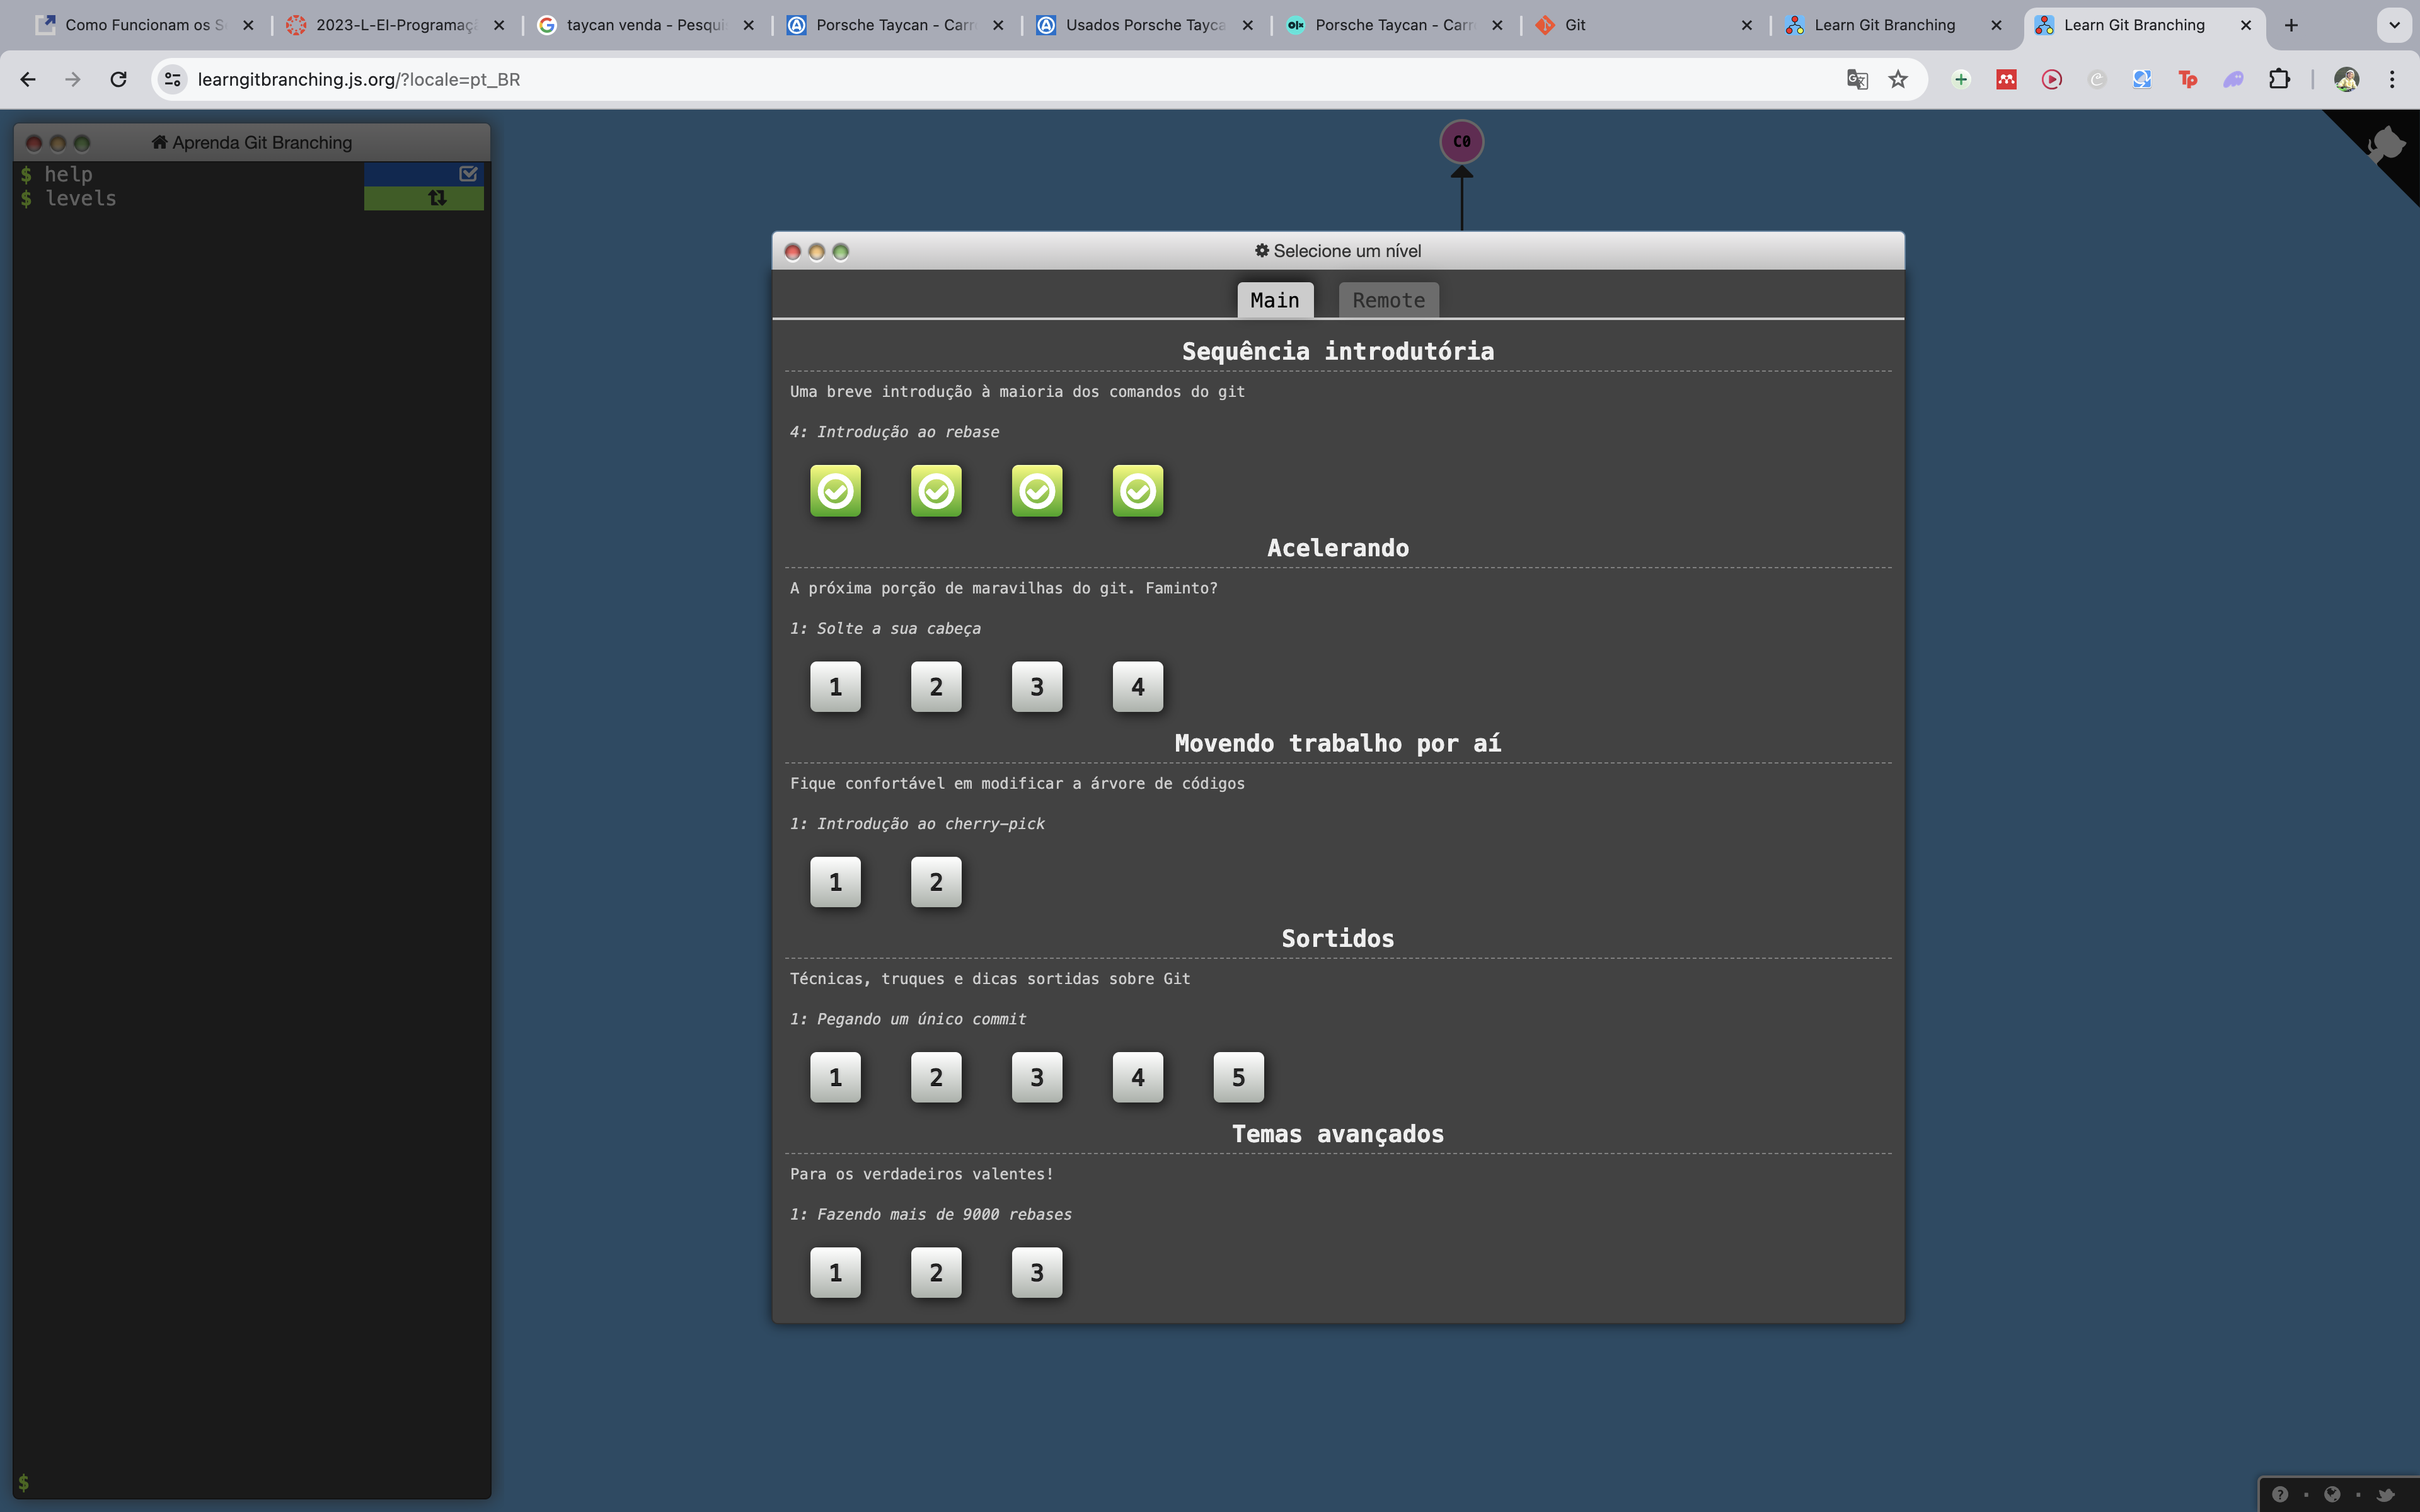 Como Funcionam os S
2023-L-EI-Programaç
taycan venda - Pesqui
Porsche Taycan - Carr
Usados Porsche Tayca
Porsche Taycan - Carr
Git
Learn Git Branching
Learn Git Branching
learngitbranching.js.org/?locale=pt_BR
Aprenda Git Branching
$ help
$ levels
C0
Selecione um nível
Main
Remote
Sequência introdutória
Uma breve introdução à maioria dos comandos do git
4: Introdução ao rebase
Acelerando
A próxima porção de maravilhas do git. Faminto?
1: Solte a sua cabeça
1 2 3 4
Movendo trabalho por aí
Fique confortável em modificar a árvore de códigos
1: Introdução ao cherry-pick
1 2
Sortidos
Técnicas, truques e dicas sortidas sobre Git
1: Pegando um único commit
1 2 3 4 5
Temas avançados
Para os verdadeiros valentes!
1: Fazendo mais de 9000 rebases
1 2 3
$